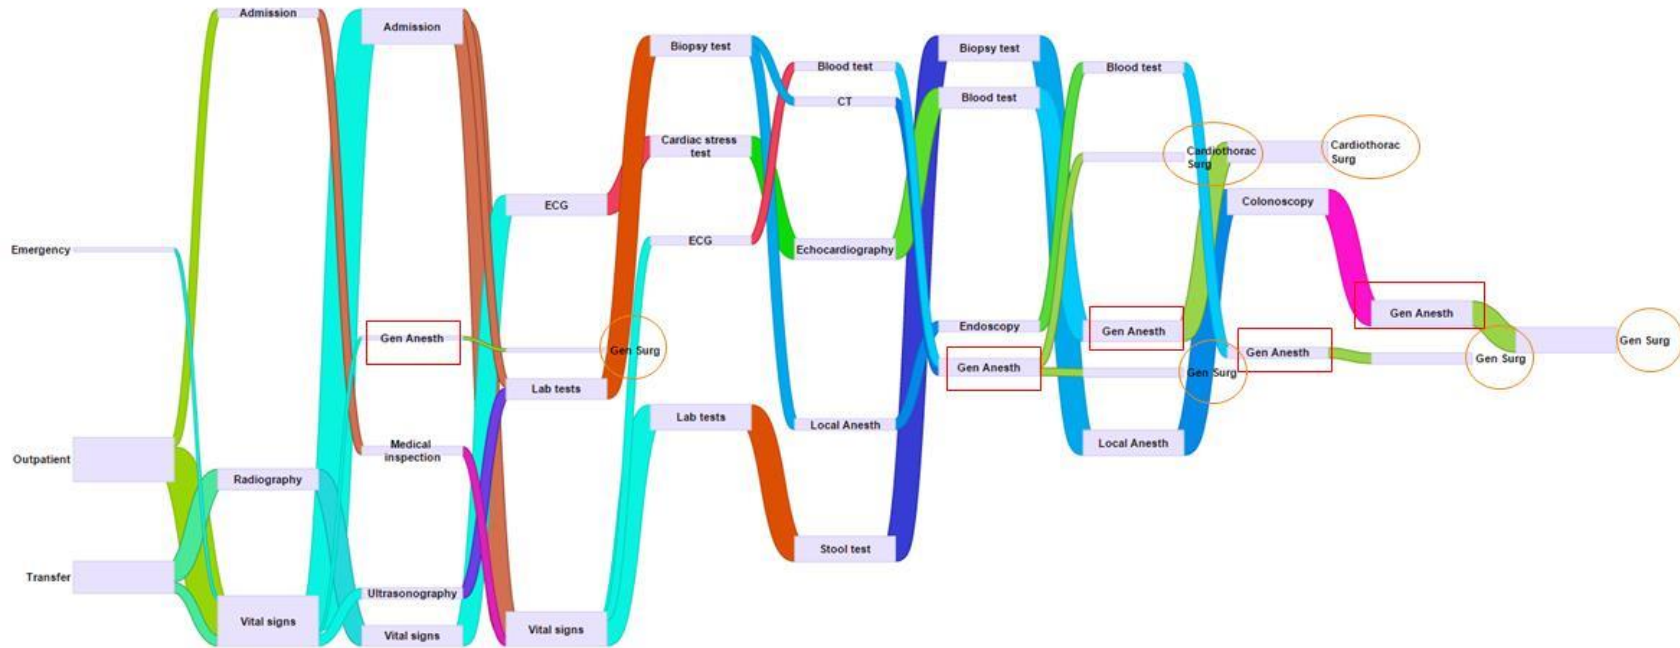 Emergency
Outpatient
Transfer
Admission
Radiography
Vital signs
Admission
Gen Anesth
Medical
inspection
Ultrasonography
Vital signs
ECG
Gen Surg
Lab tests
Vital signs
Biopsy test
Cardiac stress
test
ECG
Lab tests
Blood test
CT
Echocardiography
Local Anesth
Stool test
Biopsy test
Blood test
Endoscopy
Gen Anesth
Blood test
Cardiothorac
Surg
Gen Anesth
Gen Surg
Local Anesth
Cardiothorac
Surg
Colonoscopy
Gen Anesth
Gen Surg
Gen Anesth
Gen Surg